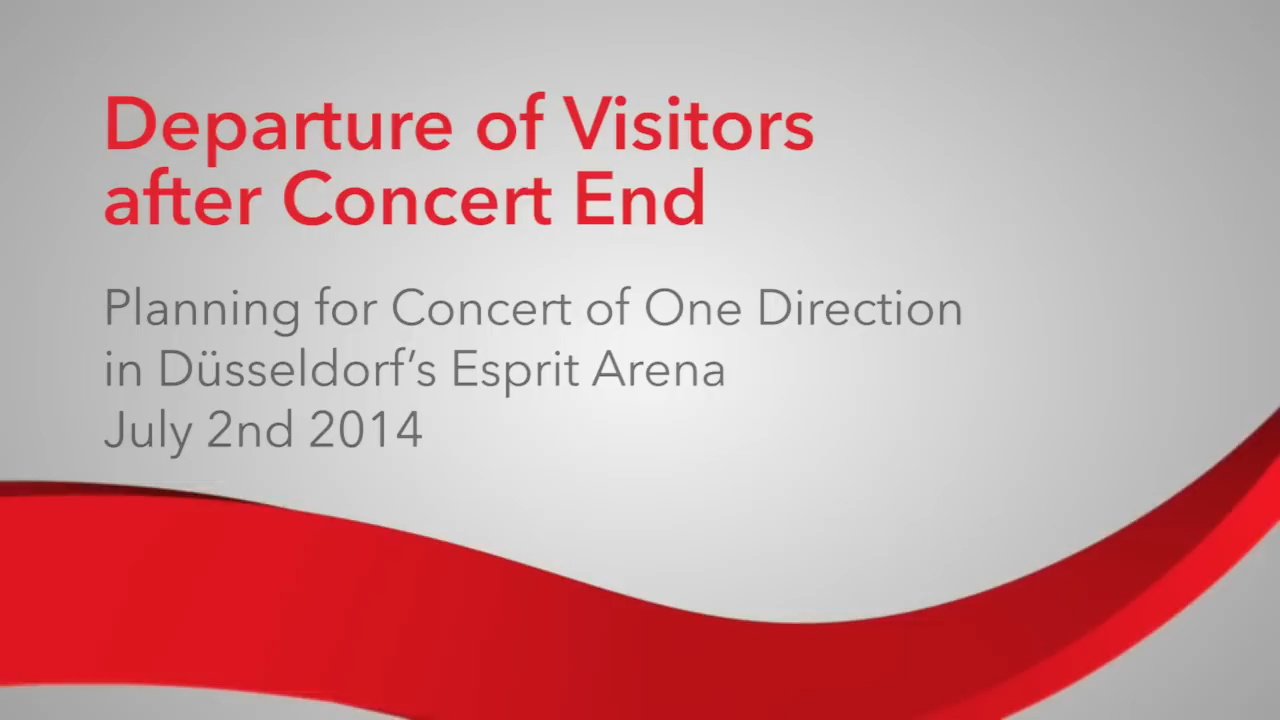 Departure of Visitors
after Concert End
Planning for Concert of One Direction
in Düsseldorf’s Esprit Arena
July 2nd 2014